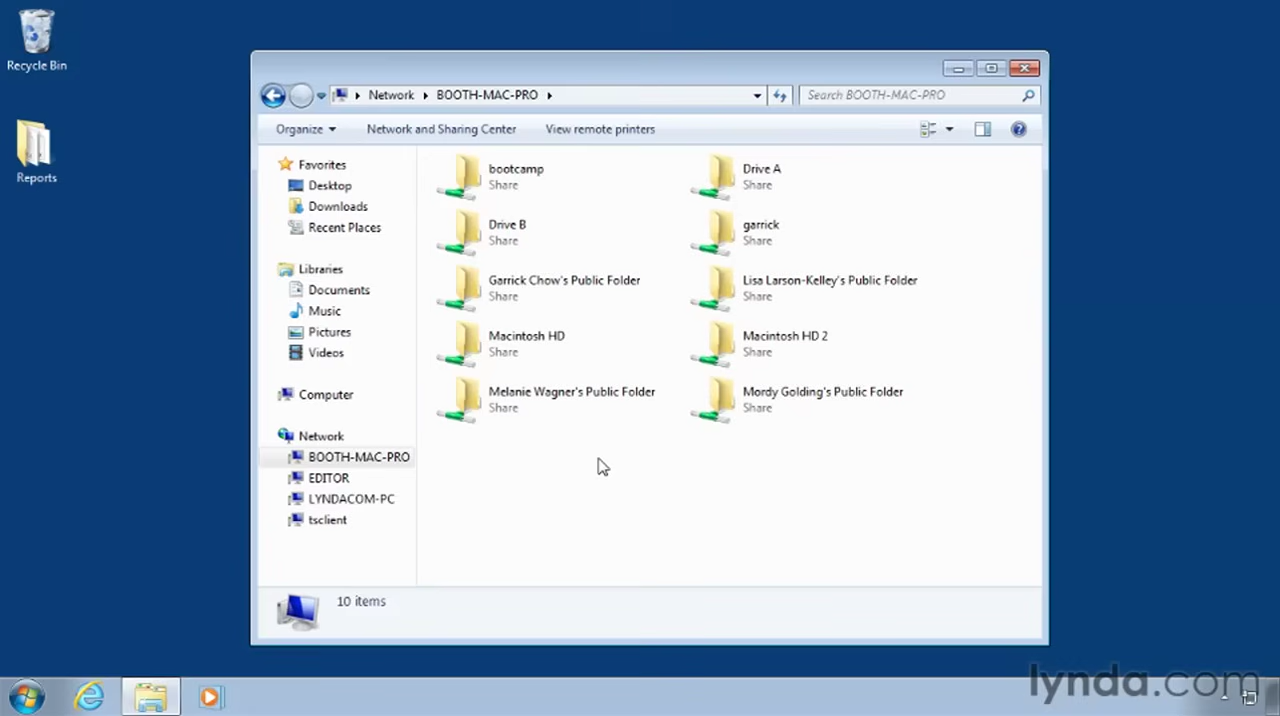 Recycle Bin
Reports
Network
BOOTH-MAC-PRO
Search BOOTH-MAC-PRO
Organize
Network and Sharing Center
View remote printers
Favorites
Desktop
Downloads
Recent Places
Libraries
Documents
Music
Pictures
Videos
Computer
Network
BOOTH-MAC-PRO
EDITOR
LYNDACOM-PC
tsclient
bootcamp
Share
Drive A
Share
Drive B
Share
garrick
Share
Garrick Chow's Public Folder
Share
Lisa Larson-Kelley's Public Folder
Share
Macintosh HD
Share
Macintosh HD 2
Share
Melanie Wagner's Public Folder
Share
Mordy Golding's Public Folder
Share
10 items
lynda.com